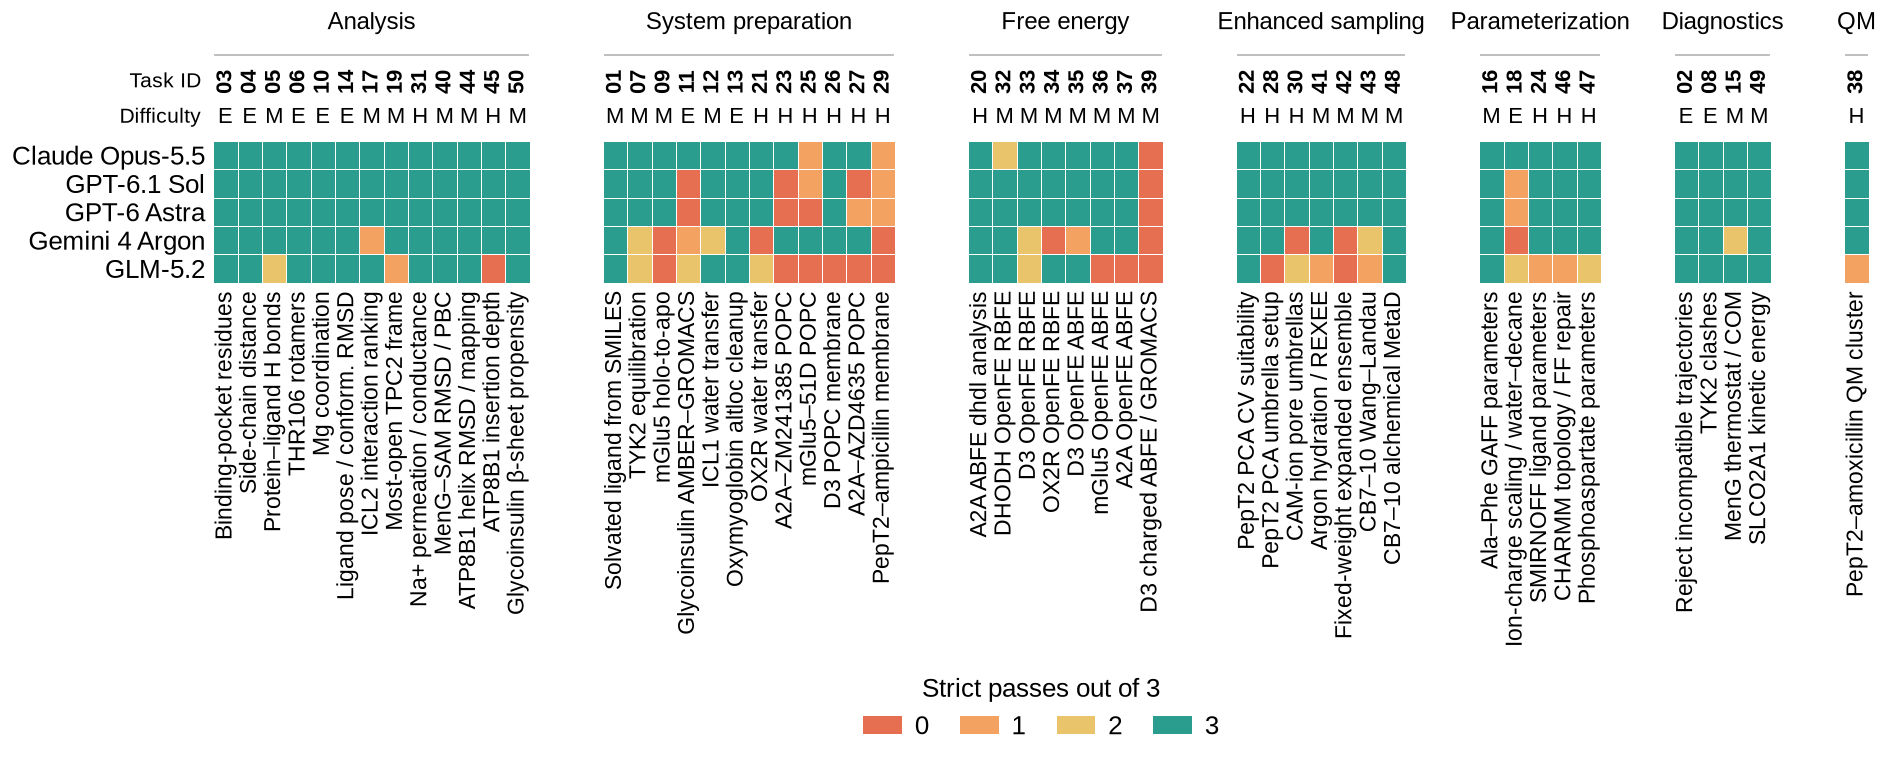 Analysis System preparation Free energy Enhanced sampling Parameterization Diagnostics QM
Task ID 03 04 05 06 10 14 17 19 31 40 44 45 50 01 07 09 11 12 13 21 23 25 26 27 29 20 32 33 34 35 36 37 39 22 28 30 41 42 43 48 16 18 24 46 47 02 08 15 49 38
Difficulty E E M E E E M M H M M H M M M M E M E H H H H H H H M M M M M M M H H H M M M M M E H H H E E M M H
Claude Opus-5.5
GPT-6.1 Sol
GPT-6 Astra
Gemini 4 Argon
GLM-5.2
Binding-pocket residues
Side-chain distance
Protein–ligand H bonds
THR106 rotamers
Mg coordination
Ligand pose / conform. RMSD
ICL2 interaction ranking
Most-open TPC2 frame
Na+ permeation / conductance
MenG–SAM RMSD / PBC
ATP8B1 helix RMSD / mapping
ATP8B1 insertion depth
Glycoinsulin β-sheet propensity
Solvated ligand from SMILES
TYK2 equilibration
mGlu5 holo-to-apo
Glycoinsulin AMBER–GROMACS
ICL1 water transfer
Oxymyoglobin altloc cleanup
OX2R water transfer
A2A–ZM241385 POPC
mGlu5–51D POPC
D3 POPC membrane
A2A–AZD4635 POPC
PepT2–ampicillin membrane
A2A ABFE dhdl analysis
DHODH OpenFE RBFE
D3 OpenFE RBFE
OX2R OpenFE RBFE
D3 OpenFE ABFE
mGlu5 OpenFE ABFE
A2A OpenFE ABFE
D3 charged ABFE / GROMACS
PepT2 PCA CV suitability
PepT2 PCA umbrella setup
CAM-ion pore umbrellas
Argon hydration / REXEE
Fixed-weight expanded ensemble
CB7–10 Wang–Landau
CB7–10 alchemical MetaD
Ala–Phe GAFF parameters
Ion-charge scaling / water–decane
SMIRNOFF ligand parameters
CHARMM topology / FF repair
Phosphoaspartate parameters
Reject incompatible trajectories
TYK2 clashes
MenG thermostat / COM
SLCO2A1 kinetic energy
PepT2–amoxicillin QM cluster
Strict passes out of 3
0 1 2 3